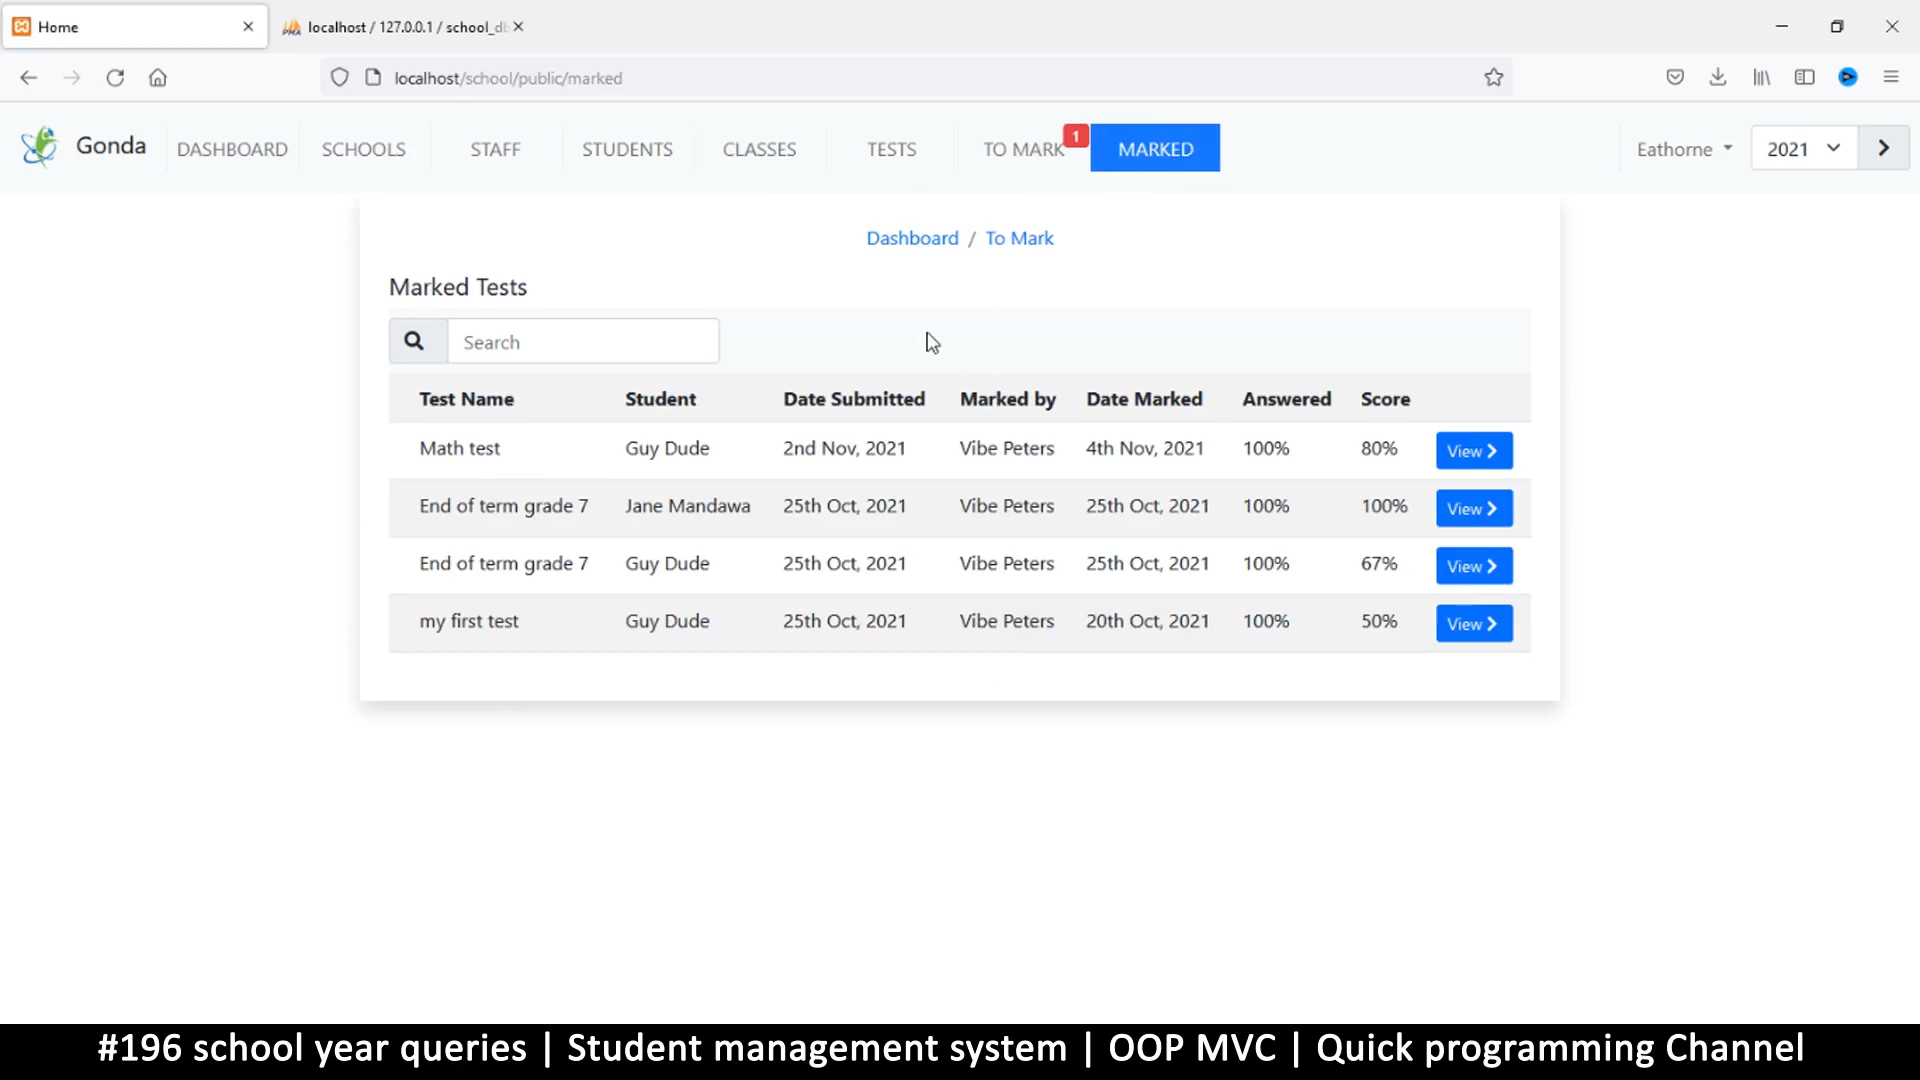 Home
localhost / 127.0.0.1 / school_db
localhost/school/public/marked
Gonda DASHBOARD SCHOOLS STAFF STUDENTS CLASSES TESTS TO MARK 1 MARKED Eathorne 2021
Dashboard / To Mark
Marked Tests
Search
Test Name Student Date Submitted Marked by Date Marked Answered Score
Math test Guy Dude 2nd Nov, 2021 Vibe Peters 4th Nov, 2021 100% 80% View
End of term grade 7 Jane Mandawa 25th Oct, 2021 Vibe Peters 25th Oct, 2021 100% 100% View
End of term grade 7 Guy Dude 25th Oct, 2021 Vibe Peters 25th Oct, 2021 100% 67% View
my first test Guy Dude 25th Oct, 2021 Vibe Peters 20th Oct, 2021 100% 50% View
#196 school year queries | Student management system | OOP MVC | Quick programming Channel